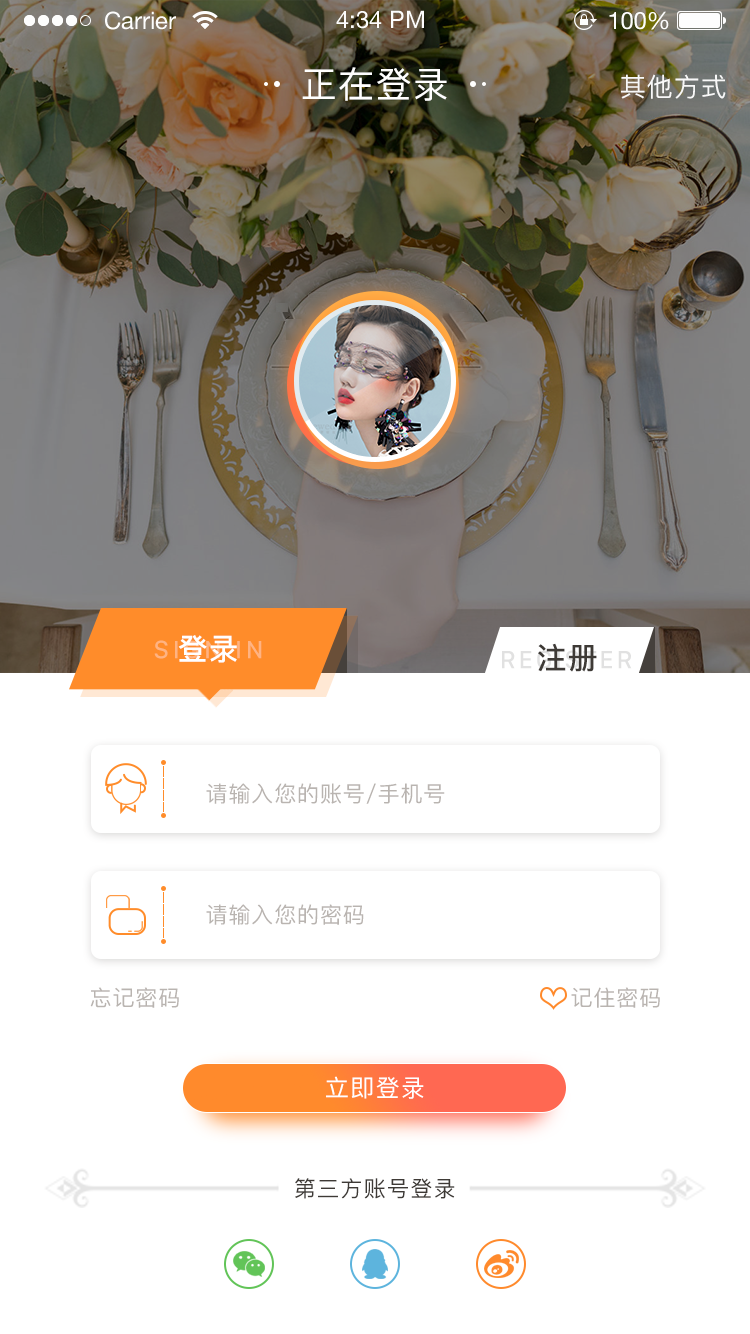 Carrier 4:34 PM 100%
正在登录
其他方式
SIGN IN
登录
REGISTER
注册
请输入您的账号/手机号
请输入您的密码
忘记密码 记住密码
立即登录
第三方账号登录